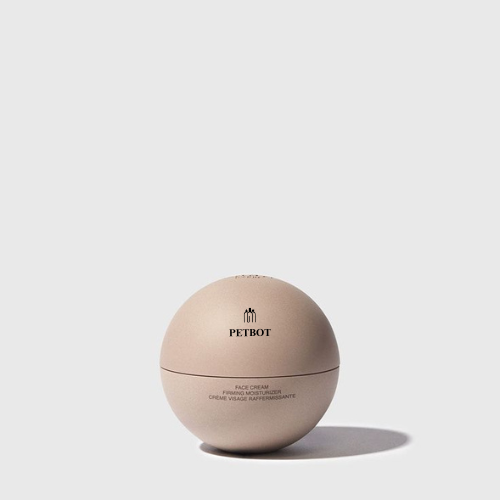 PETBOT
FACE CREAM
FIRMING MOISTURIZER
CRÈME VISAGE RAFFERMISSANTE